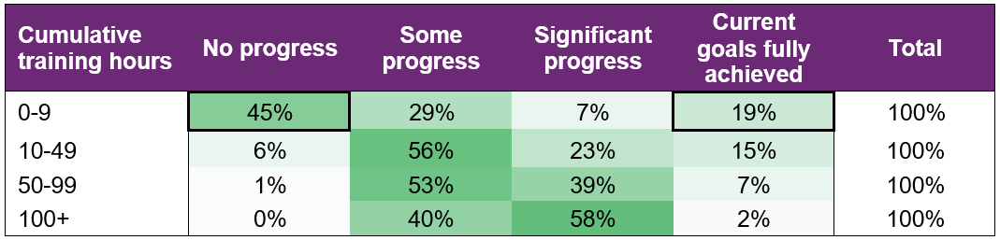 Cumulative training hours No progress Some progress Significant progress Current goals fully achieved Total
0-9 45% 29% 7% 19% 100%
10-49 6% 56% 23% 15% 100%
50-99 1% 53% 39% 7% 100%
100+ 0% 40% 58% 2% 100%